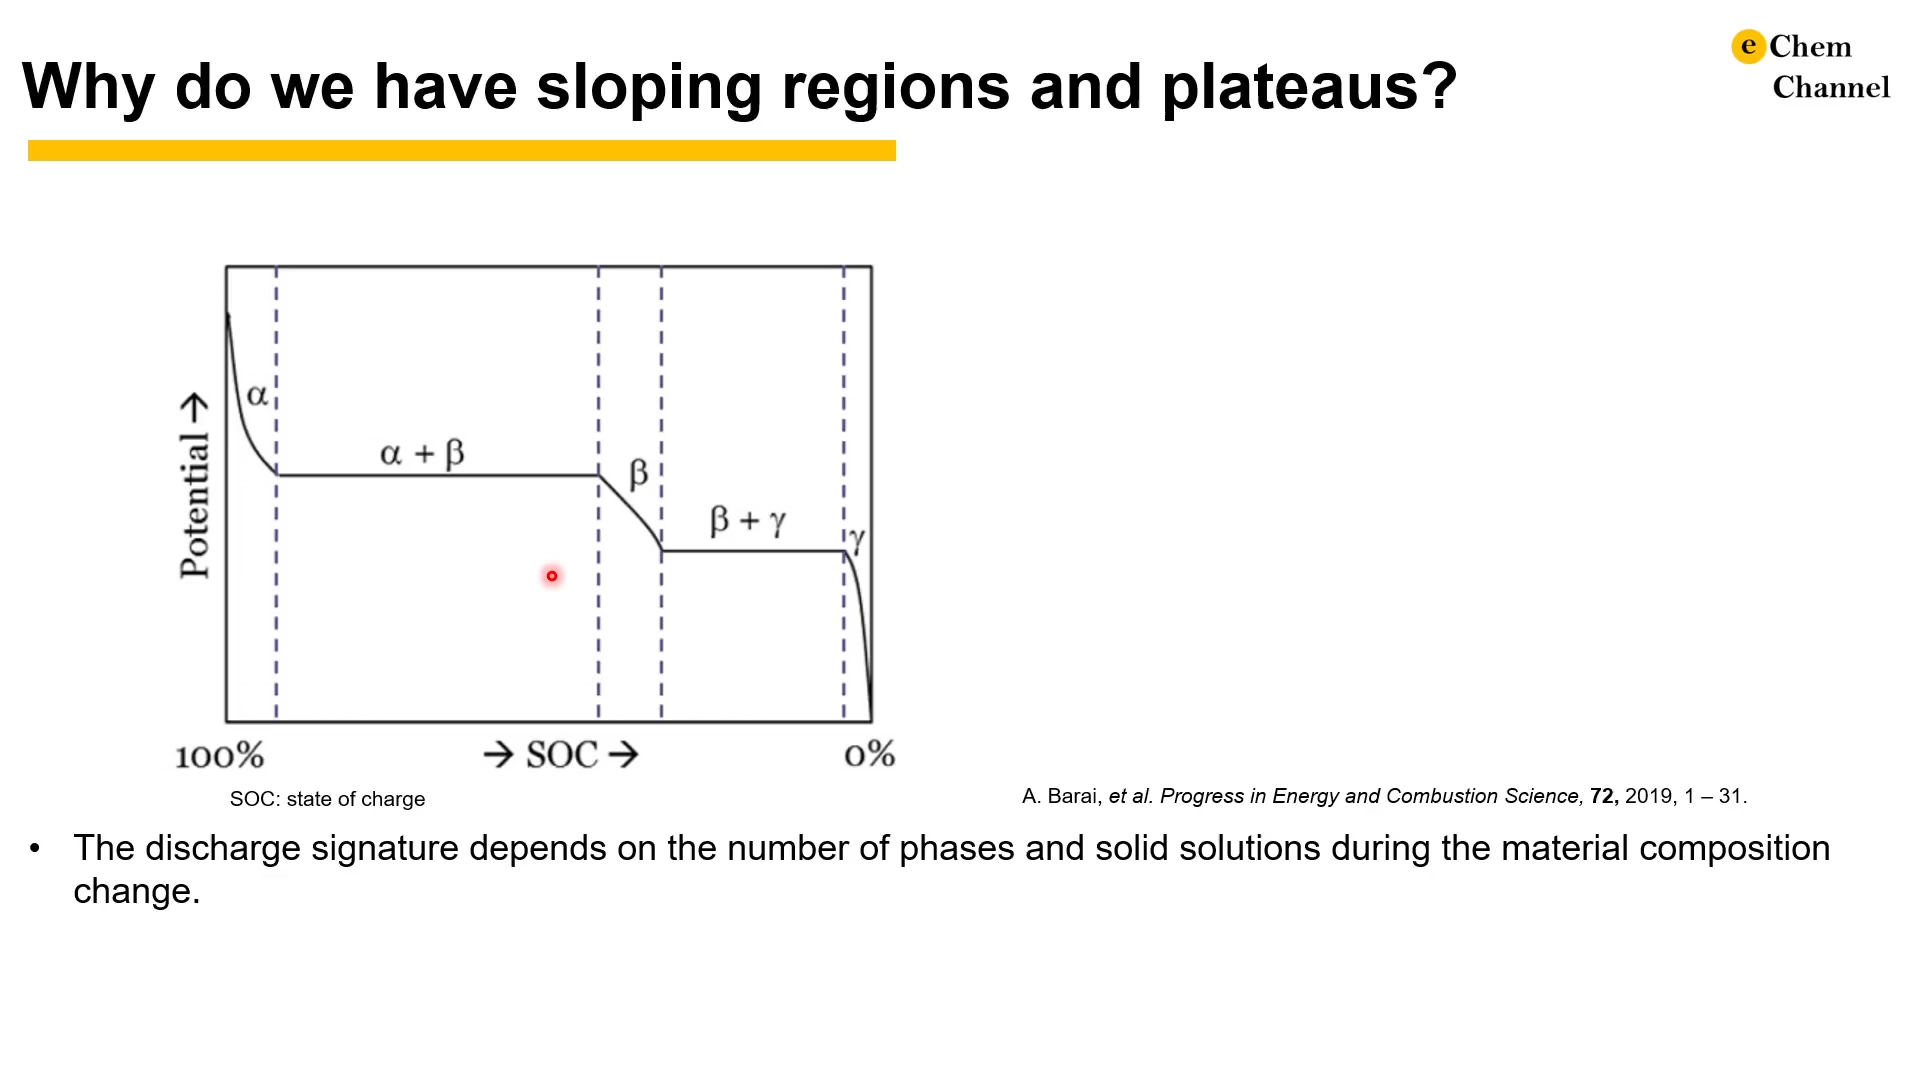 Why do we have sloping regions and plateaus?
e Chem
Channel
Potential →
α
α + β
β
β + γ
γ
100%
→ SOC →
0%
SOC: state of charge
A. Barai, et al. Progress in Energy and Combustion Science, 72, 2019, 1 – 31.
• The discharge signature depends on the number of phases and solid solutions during the material composition
change.